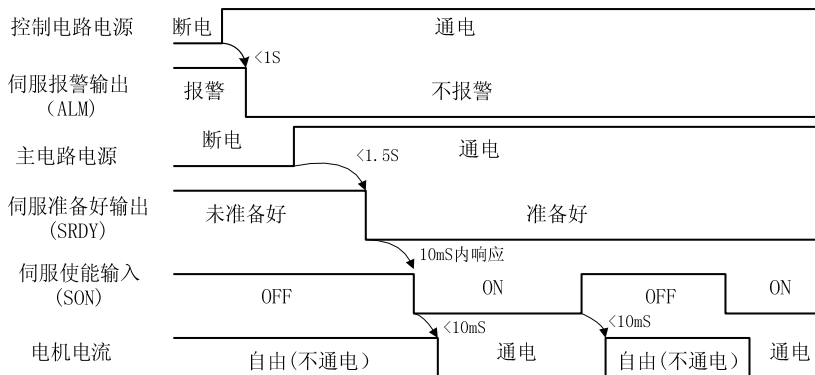 控制电路电源
断电
通电
<1S
伺服报警输出
(ALM)
报警
不报警
主电路电源
断电
通电
<1.5S
伺服准备好输出
(SRDY)
未准备好
准备好
10mS内响应
伺服使能输入
(SON)
OFF
ON
OFF
ON
<10mS
<10mS
电机电流
自由(不通电)
通电
自由(不通电)
通电